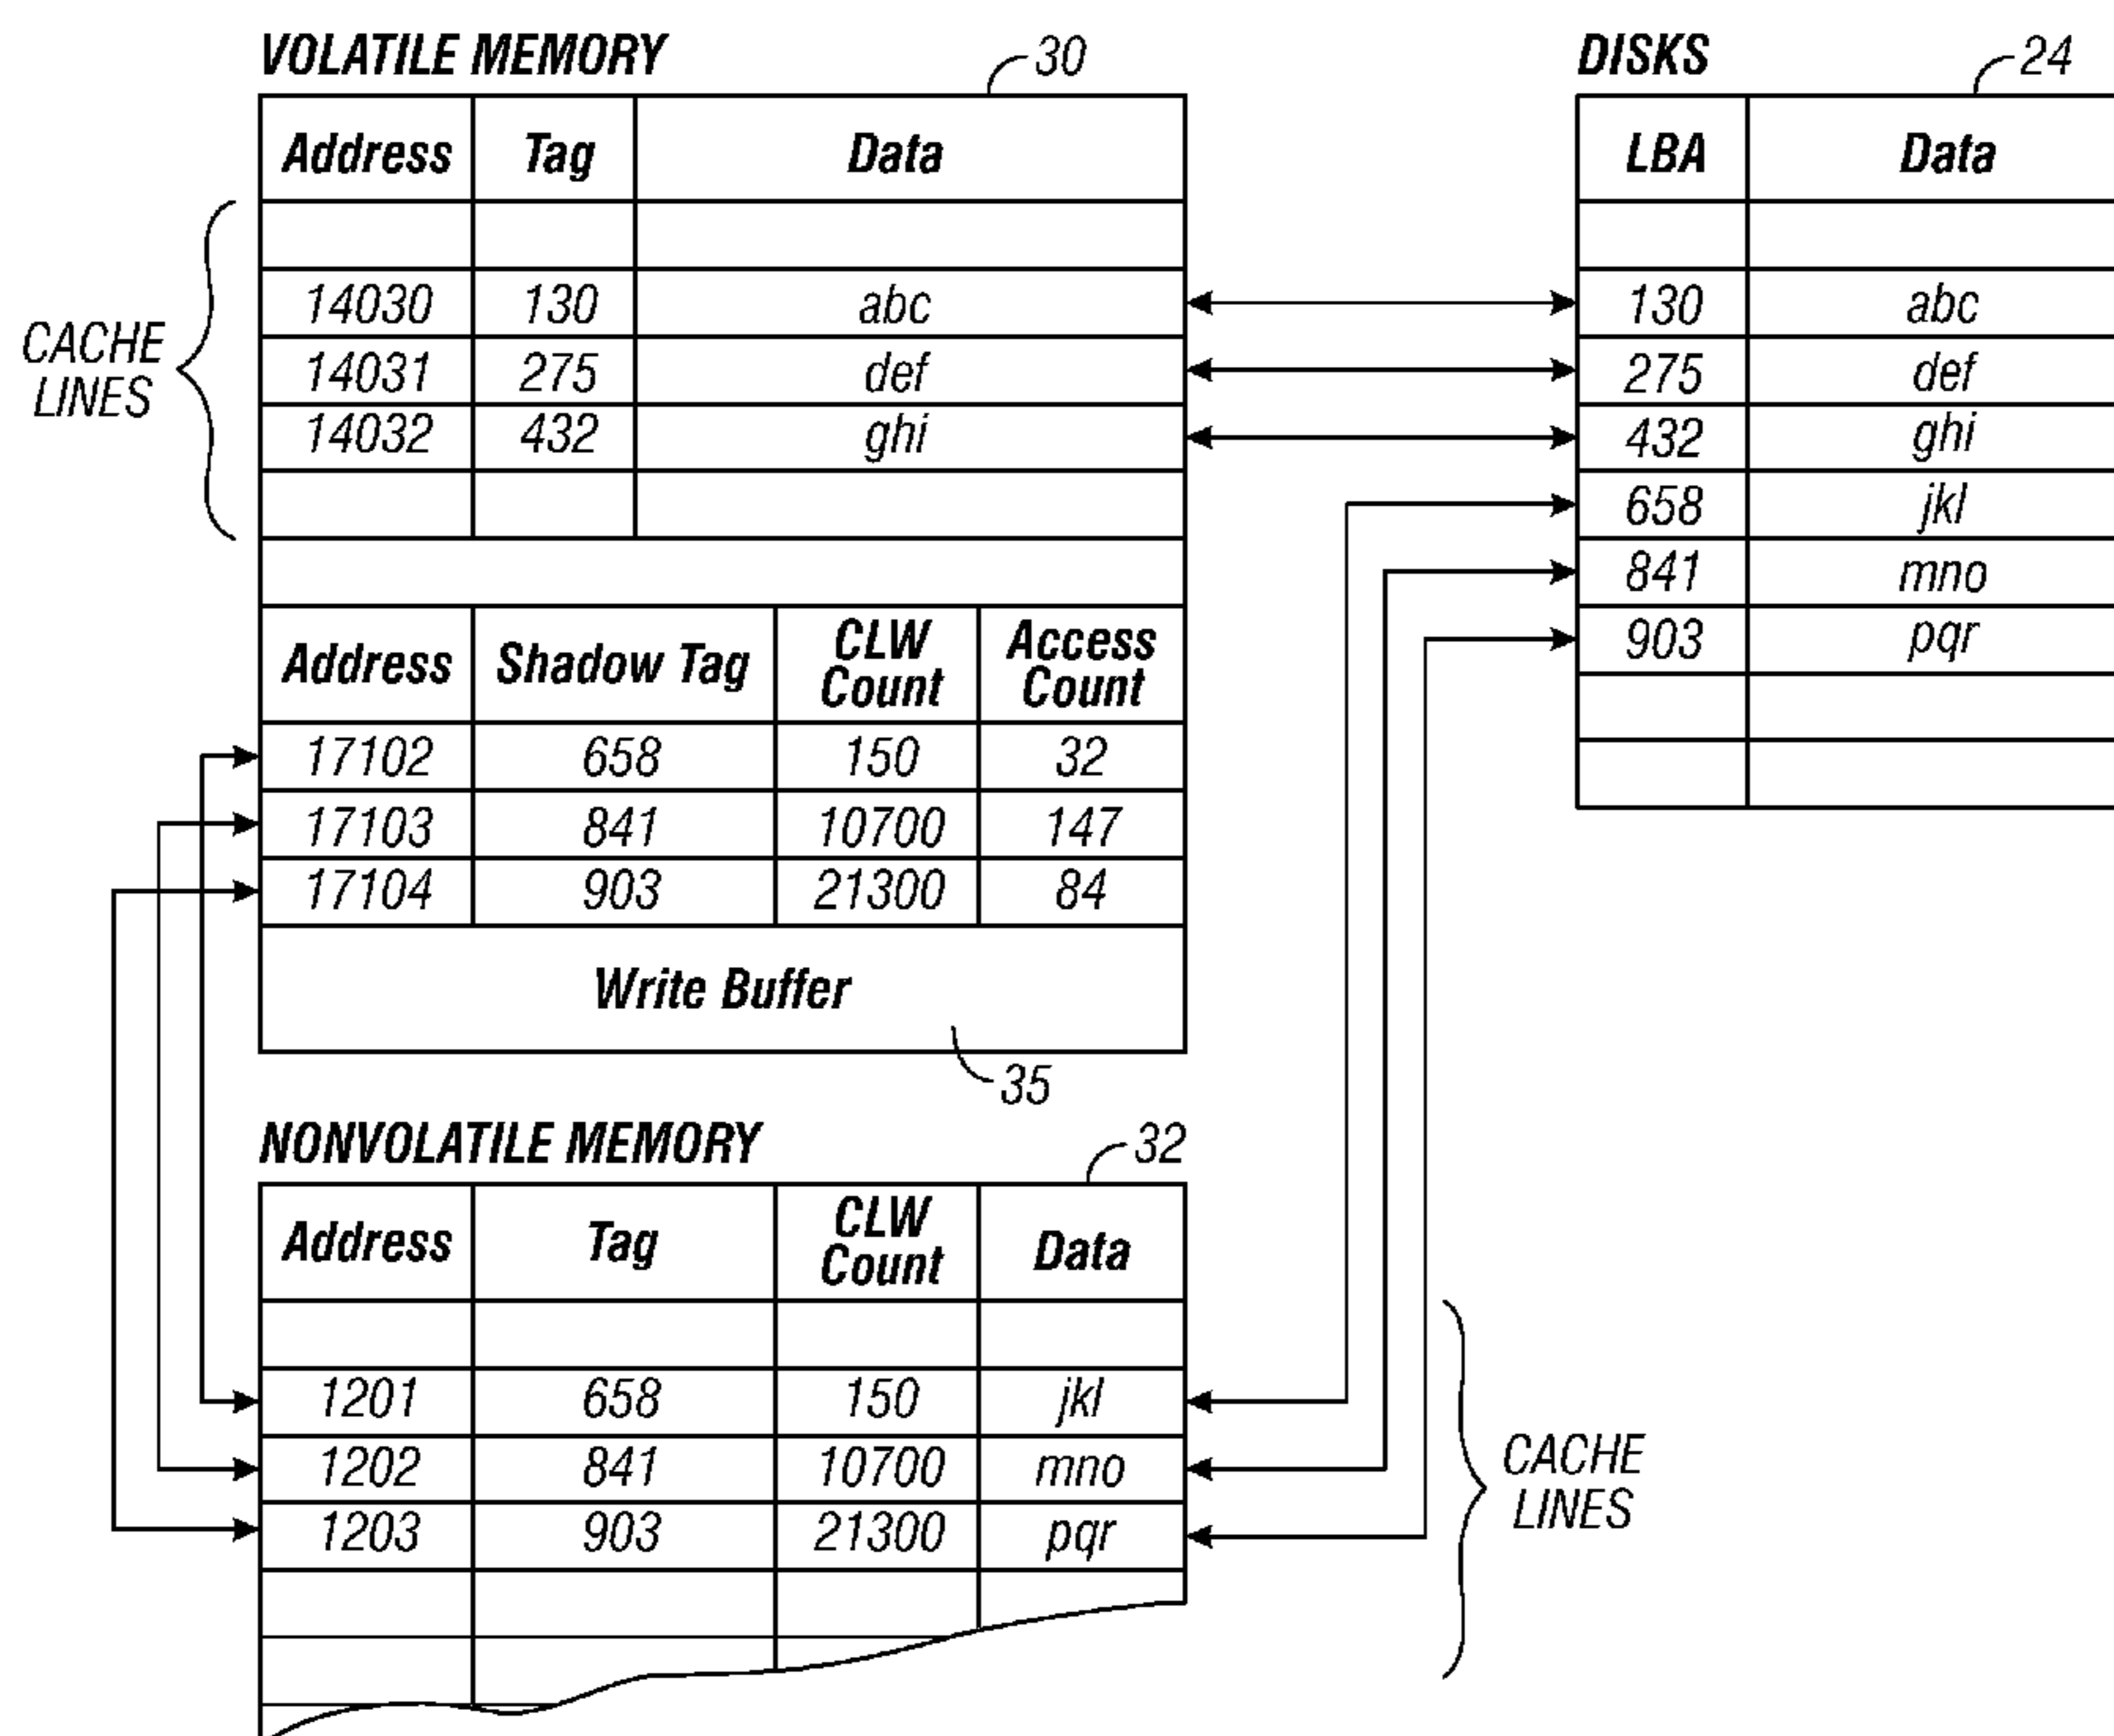 VOLATILE MEMORY
30
Address Tag Data
CACHE
LINES
14030 130 abc
14031 275 def
14032 432 ghi
Address Shadow Tag CLW Count Access Count
17102 658 150 32
17103 841 10700 147
17104 903 21300 84
Write Buffer
35
DISKS
24
LBA Data
130 abc
275 def
432 ghi
658 jkl
841 mno
903 pqr
NONVOLATILE MEMORY
32
Address Tag CLW Count Data
1201 658 150 jkl
1202 841 10700 mno
1203 903 21300 pqr
CACHE
LINES